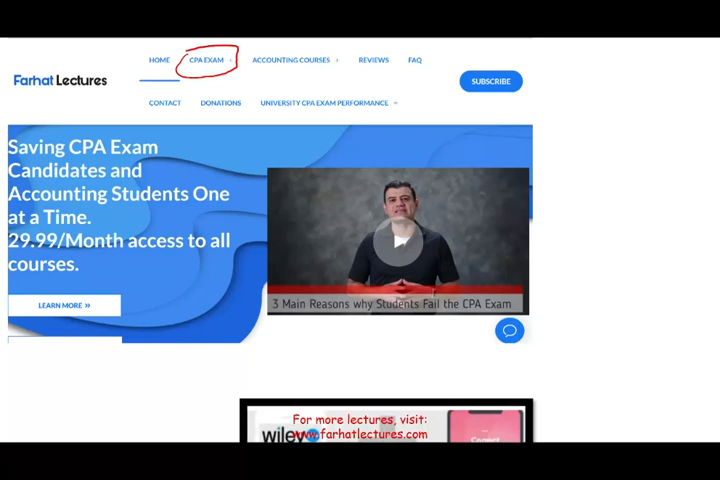 HOME CPA EXAM ACCOUNTING COURSES REVIEWS FAQ
Farhat Lectures
SUBSCRIBE
CONTACT DONATIONS UNIVERSITY CPA EXAM PERFORMANCE
Saving CPA Exam
Candidates and
Accounting Students One
at a Time.
29.99/Month access to all
courses.
LEARN MORE »
3 Main Reasons why Students Fail the CPA Exam
For more lectures, visit:
www.farhatlectures.com
wiley